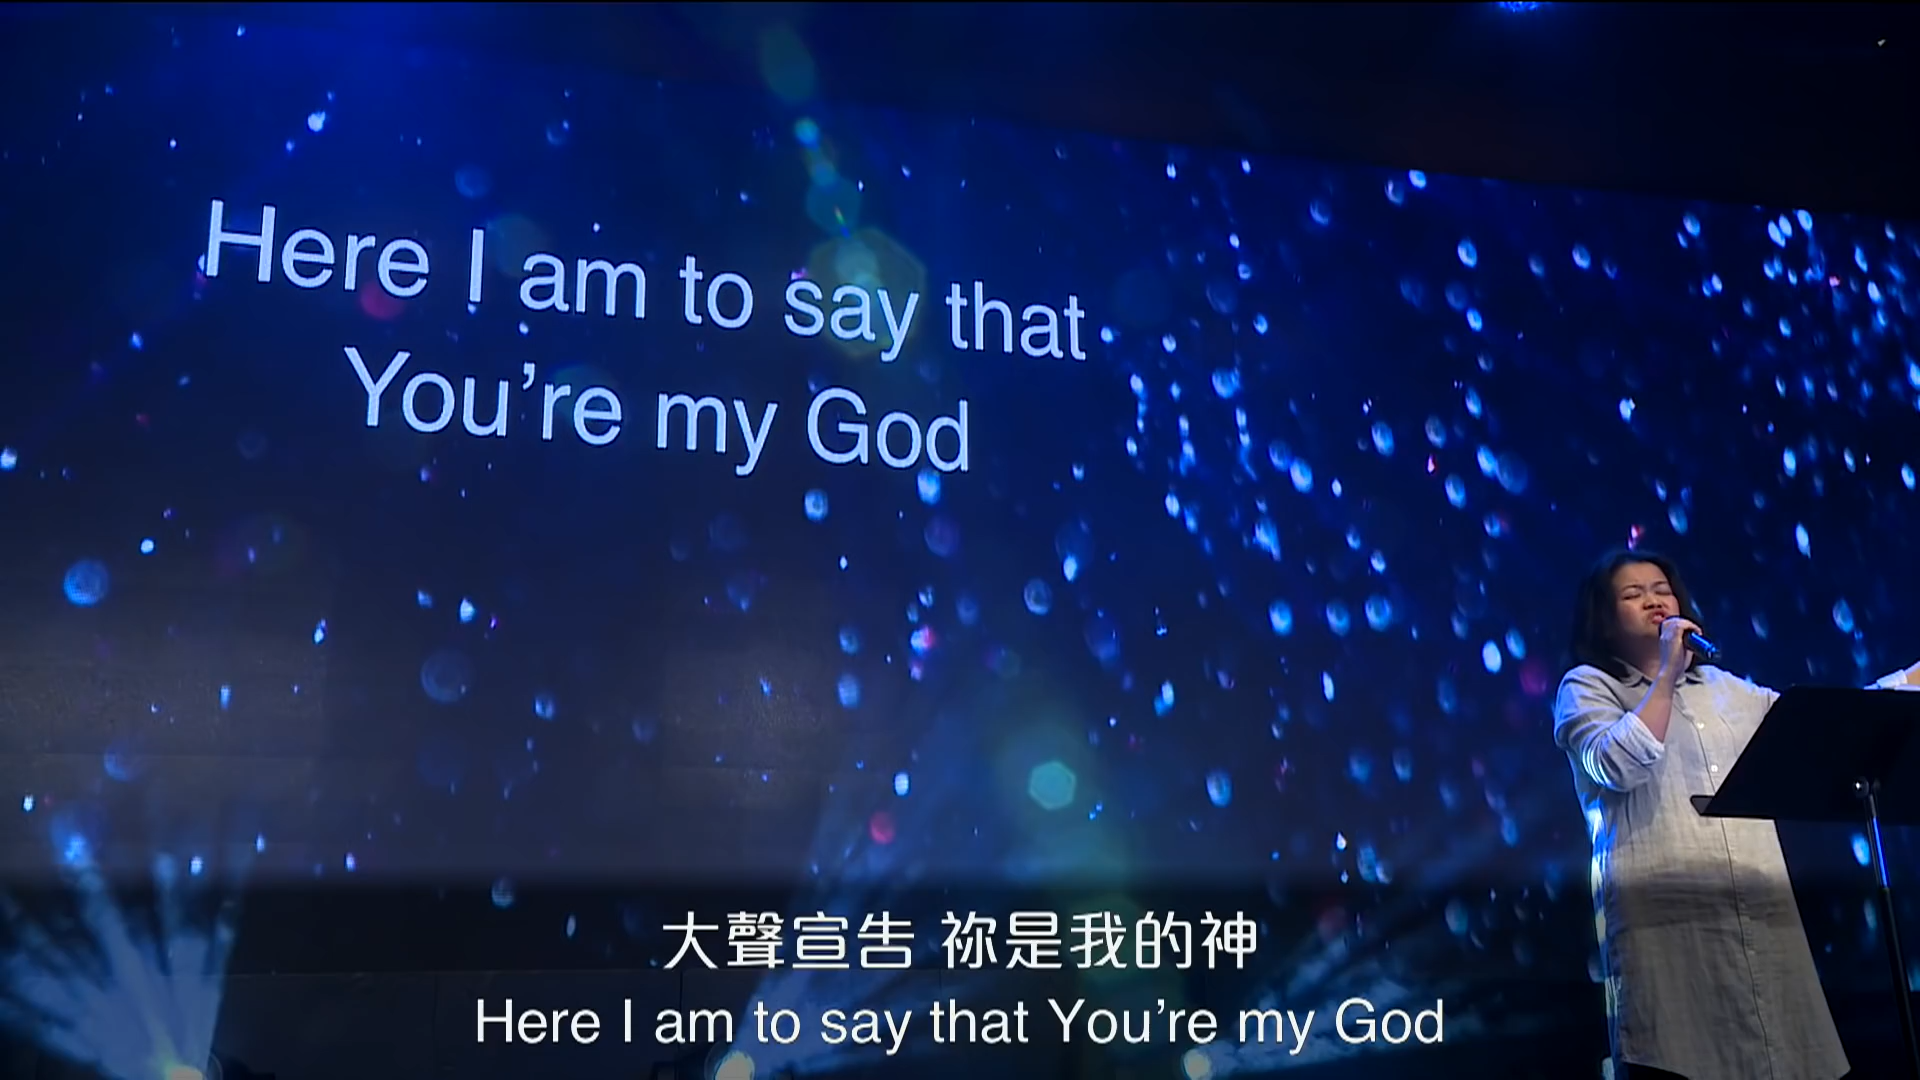 Here I am to say that
You’re my God
大聲宣告 祢是我的神
Here I am to say that You’re my God